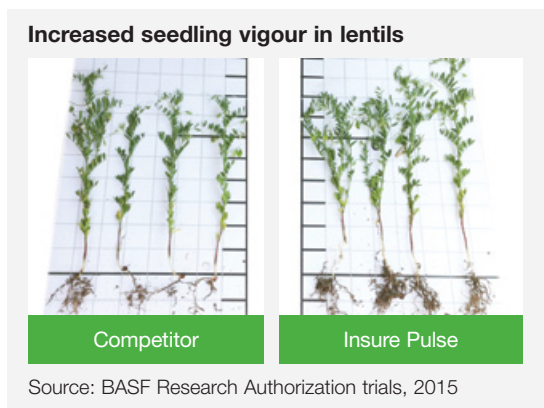 Increased seedling vigour in lentils
Competitor
Insure Pulse
Source: BASF Research Authorization trials, 2015